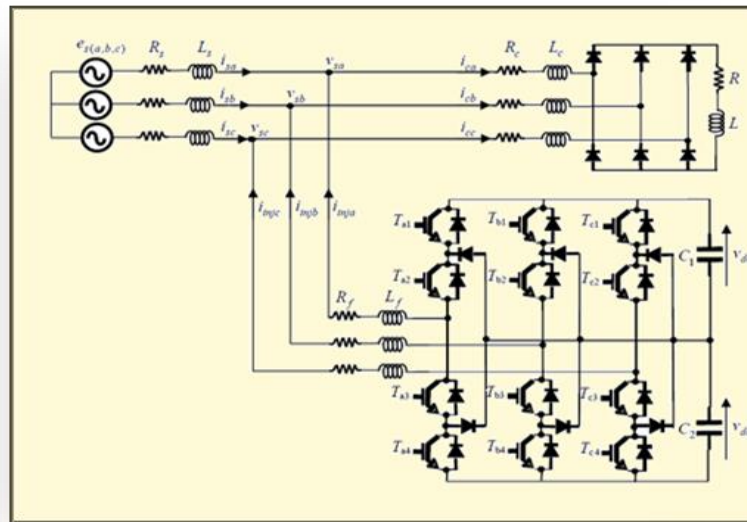 e_s(a,b,c) R_s L_s i_sa v_sa i_ca R_c L_c
i_sb v_sb i_cb R
i_sc v_sc i_cc L
i_injc i_injb i_inja
T_a1 T_b1 T_c1 C_1
T_a2 T_b2 T_c2
R_f L_f
T_a3 T_b3 T_c3 C_2
T_a4 T_b4 T_c4